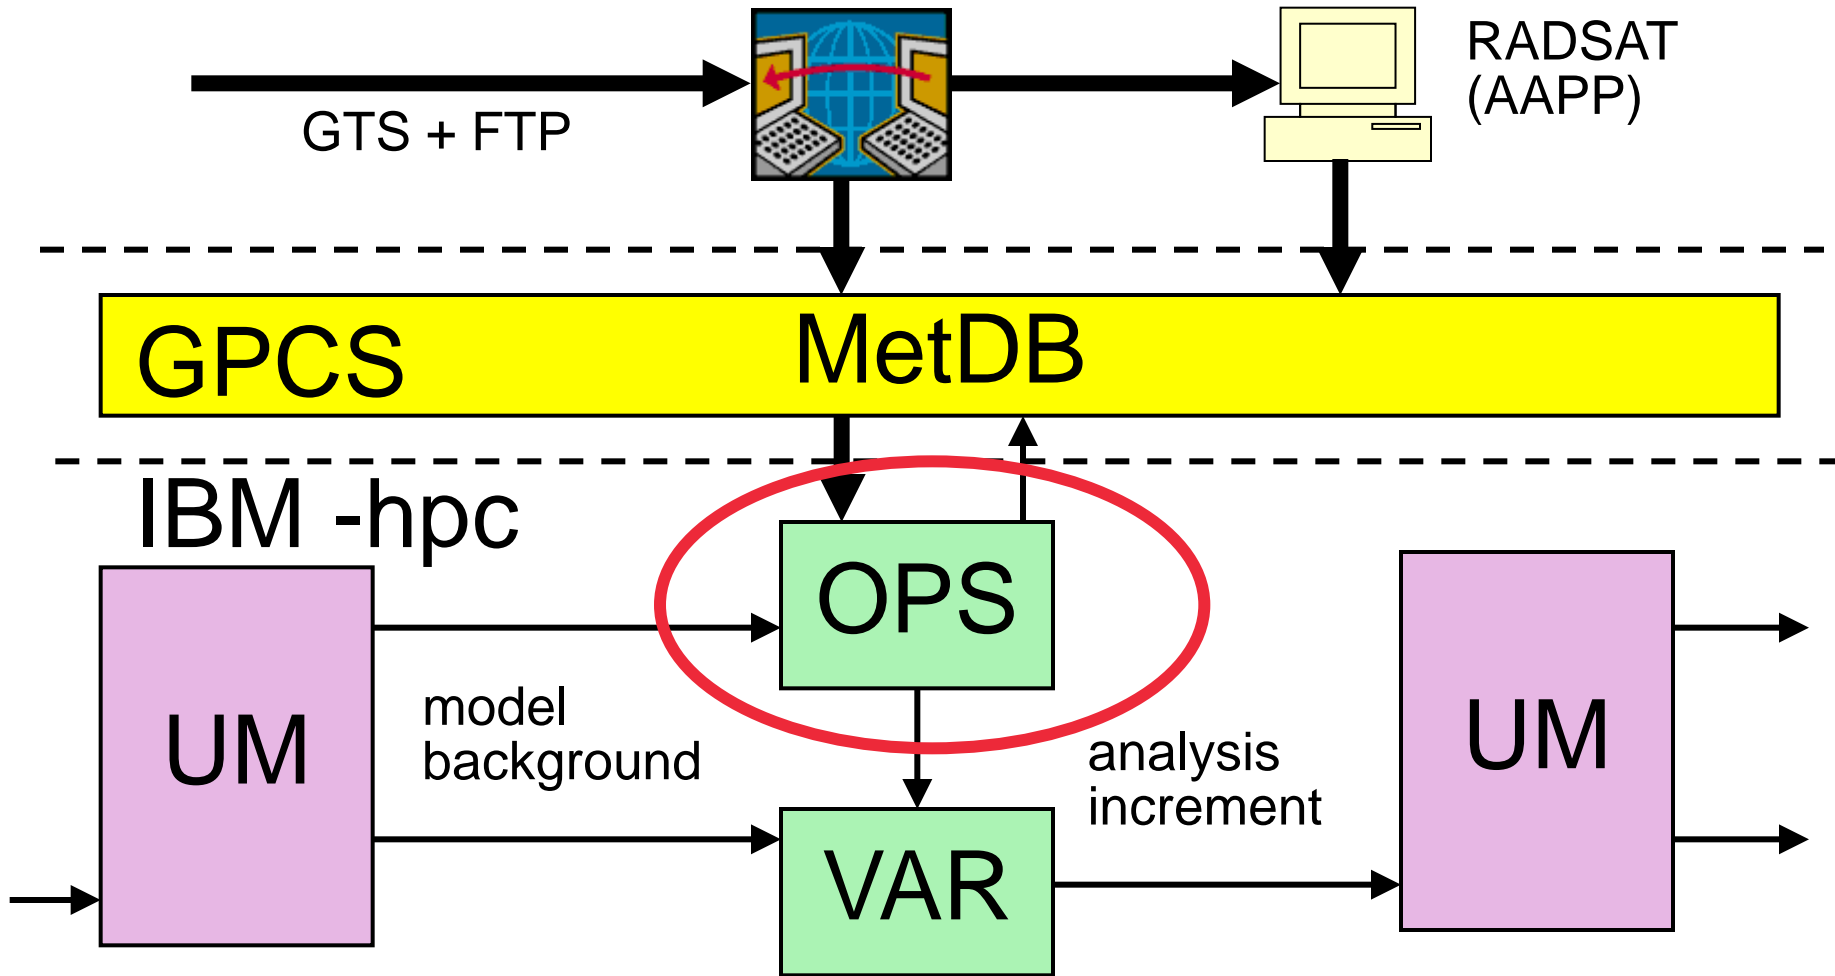 RADSAT
(AAPP)
GTS + FTP
GPCS
MetDB
IBM -hpc
OPS
UM
model
background
UM
analysis
increment
VAR